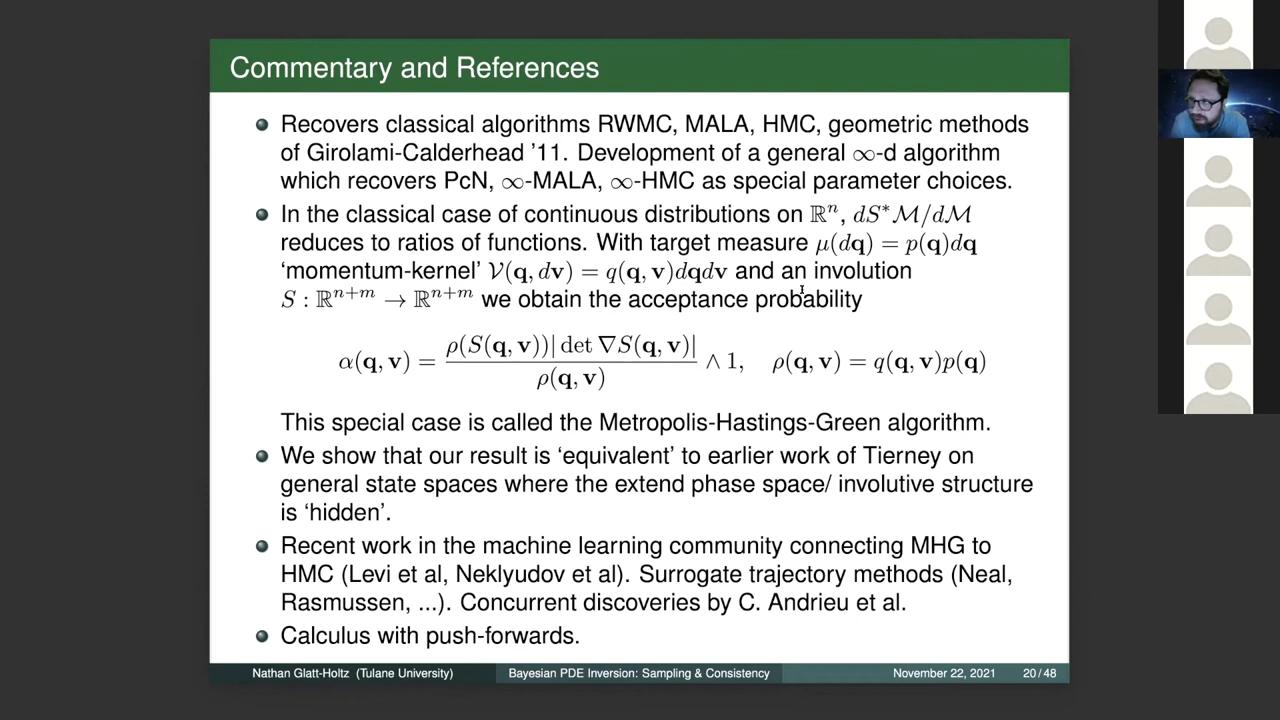 Commentary and References
Recovers classical algorithms RWMC, MALA, HMC, geometric methods
of Girolami-Calderhead '11. Development of a general ∞-d algorithm
which recovers PcN, ∞-MALA, ∞-HMC as special parameter choices.
In the classical case of continuous distributions on ℝⁿ, dS*ℳ/dℳ
reduces to ratios of functions. With target measure μ(d𝐪) = p(𝐪)d𝐪
'momentum-kernel' 𝒱(𝐪, d𝐯) = q(𝐪, 𝐯)d𝐪d𝐯 and an involution
S : ℝⁿ⁺ᵐ → ℝⁿ⁺ᵐ we obtain the acceptance probability
α(𝐪, 𝐯) = ρ(S(𝐪, 𝐯))| det ∇S(𝐪, 𝐯)| / ρ(𝐪, 𝐯) ∧ 1, ρ(𝐪, 𝐯) = q(𝐪, 𝐯)p(𝐪)
This special case is called the Metropolis-Hastings-Green algorithm.
We show that our result is 'equivalent' to earlier work of Tierney on
general state spaces where the extend phase space/ involutive structure
is 'hidden'.
Recent work in the machine learning community connecting MHG to
HMC (Levi et al, Neklyudov et al). Surrogate trajectory methods (Neal,
Rasmussen, ...). Concurrent discoveries by C. Andrieu et al.
Calculus with push-forwards.
Nathan Glatt-Holtz (Tulane University) Bayesian PDE Inversion: Sampling & Consistency November 22, 2021 20 / 48